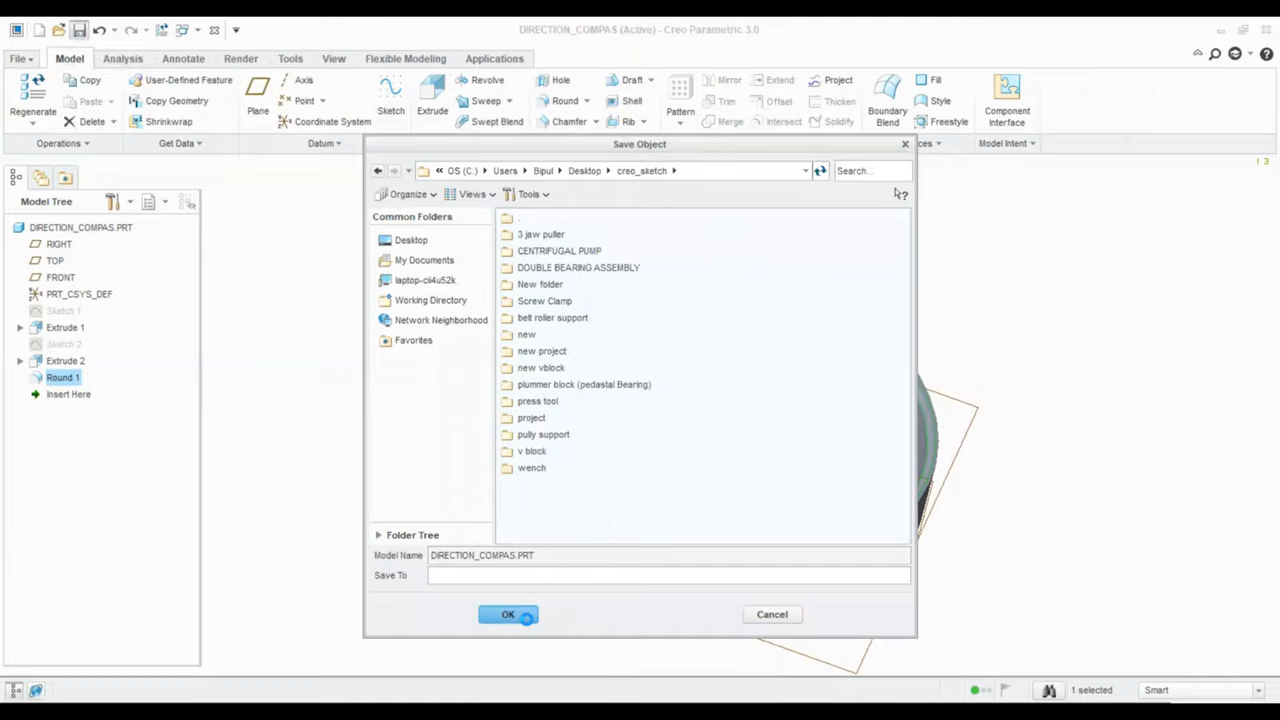 DIRECTION_COMPAS (Active) - Creo Parametric 3.0
File
Model
Analysis
Annotate
Render
Tools
View
Flexible Modeling
Applications
Regenerate
Copy
Paste
Delete
Operations
User-Defined Feature
Copy Geometry
Shrinkwrap
Get Data
Plane
Axis
Point
Coordinate System
Datum
Sketch
Extrude
Revolve
Sweep
Swept Blend
Hole
Round
Chamfer
Draft
Shell
Rib
Pattern
Mirror
Trim
Merge
Extend
Offset
Intersect
Project
Thicken
Solidify
Boundary
Blend
Fill
Style
Freestyle
Component
Interface
Model Intent
Model Tree
DIRECTION_COMPAS.PRT
RIGHT
TOP
FRONT
PRT_CSYS_DEF
Sketch 1
Extrude 1
Sketch 2
Extrude 2
Round 1
Insert Here
Save Object
OS (C:)
Users
Bipul
Desktop
creo_sketch
Search...
Organize
Views
Tools
Common Folders
Desktop
My Documents
laptop-cii4u52k
Working Directory
Network Neighborhood
Favorites
Folder Tree
.
3 jaw puller
CENTRIFUGAL PUMP
DOUBLE BEARING ASSEMBLY
New folder
Screw Clamp
belt roller support
new
new project
new vblock
plummer block (pedastal Bearing)
press tool
project
pully support
v block
wench
Model Name
DIRECTION_COMPAS.PRT
Save To
OK
Cancel
1 selected
Smart